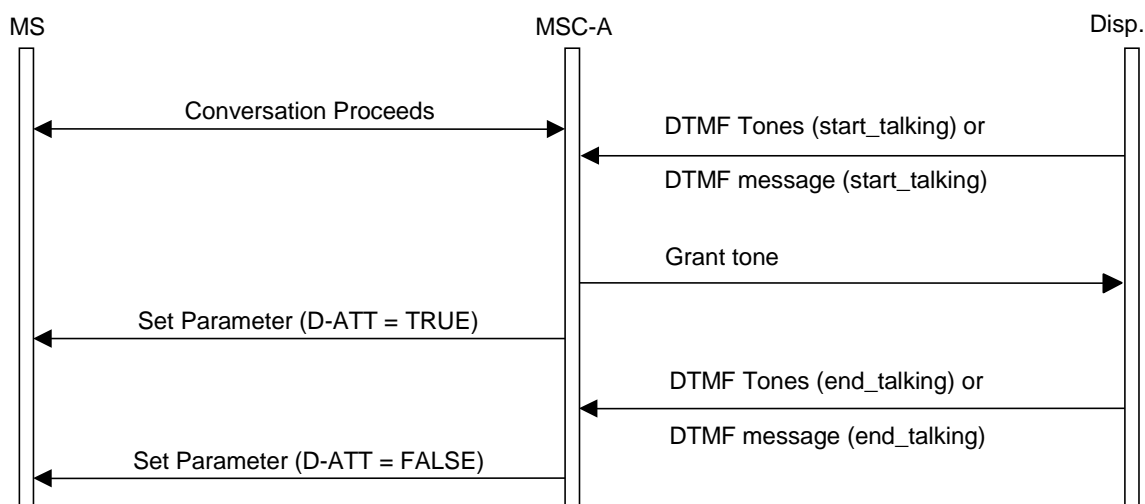 MS
MSC-A
Disp.
Conversation Proceeds
DTMF Tones (start_talking) or
DTMF message (start_talking)
Grant tone
Set Parameter (D-ATT = TRUE)
DTMF Tones (end_talking) or
DTMF message (end_talking)
Set Parameter (D-ATT = FALSE)